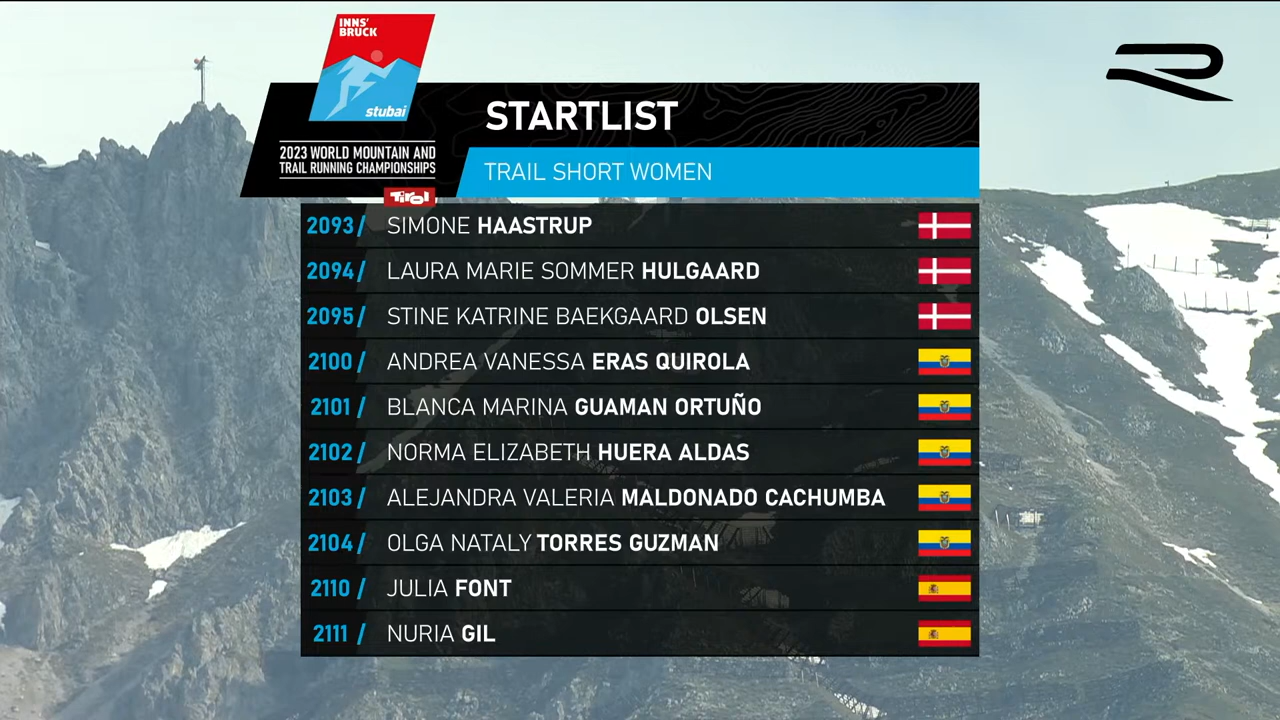 INNS'
BRUCK
stubai
2023 WORLD MOUNTAIN AND
TRAIL RUNNING CHAMPIONSHIPS
Tirol
STARTLIST
TRAIL SHORT WOMEN
2093 / SIMONE HAASTRUP
2094 / LAURA MARIE SOMMER HULGAARD
2095 / STINE KATRINE BAEKGAARD OLSEN
2100 / ANDREA VANESSA ERAS QUIROLA
2101 / BLANCA MARINA GUAMAN ORTUÑO
2102 / NORMA ELIZABETH HUERA ALDAS
2103 / ALEJANDRA VALERIA MALDONADO CACHUMBA
2104 / OLGA NATALY TORRES GUZMAN
2110 / JULIA FONT
2111 / NURIA GIL